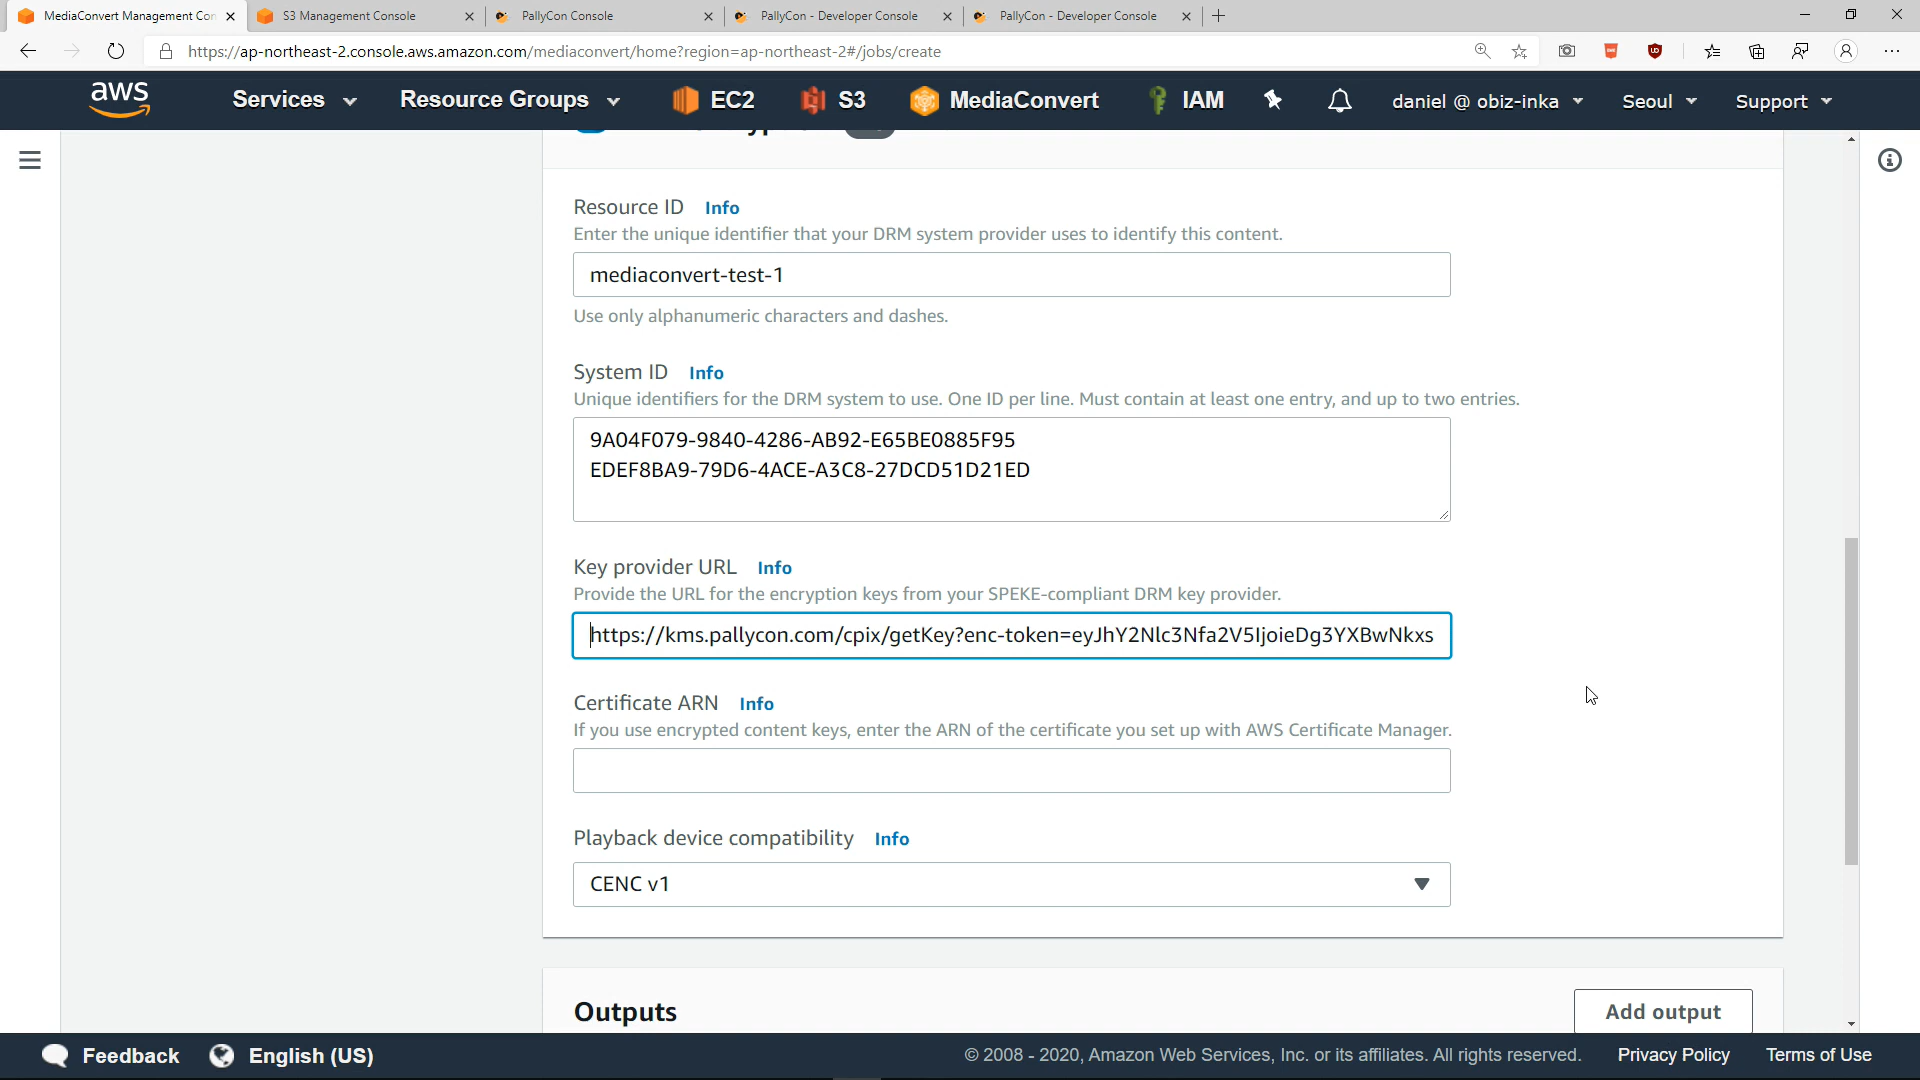 MediaConvert Management Con
S3 Management Console
PallyCon Console
PallyCon - Developer Console
PallyCon - Developer Console
https://ap-northeast-2.console.aws.amazon.com/mediaconvert/home?region=ap-northeast-2#/jobs/create
aws
Services
Resource Groups
EC2
S3
MediaConvert
IAM
daniel @ obiz-inka
Seoul
Support
Resource ID Info
Enter the unique identifier that your DRM system provider uses to identify this content.
mediaconvert-test-1
Use only alphanumeric characters and dashes.
System ID Info
Unique identifiers for the DRM system to use. One ID per line. Must contain at least one entry, and up to two entries.
9A04F079-9840-4286-AB92-E65BE0885F95
EDEF8BA9-79D6-4ACE-A3C8-27DCD51D21ED
Key provider URL Info
Provide the URL for the encryption keys from your SPEKE-compliant DRM key provider.
https://kms.pallycon.com/cpix/getKey?enc-token=eyJhY2Nlc3Nfa2V5IjoieDg3YXBwNkxs
Certificate ARN Info
If you use encrypted content keys, enter the ARN of the certificate you set up with AWS Certificate Manager.
Playback device compatibility Info
CENC v1
Outputs
Add output
Feedback
English (US)
© 2008 - 2020, Amazon Web Services, Inc. or its affiliates. All rights reserved.
Privacy Policy
Terms of Use